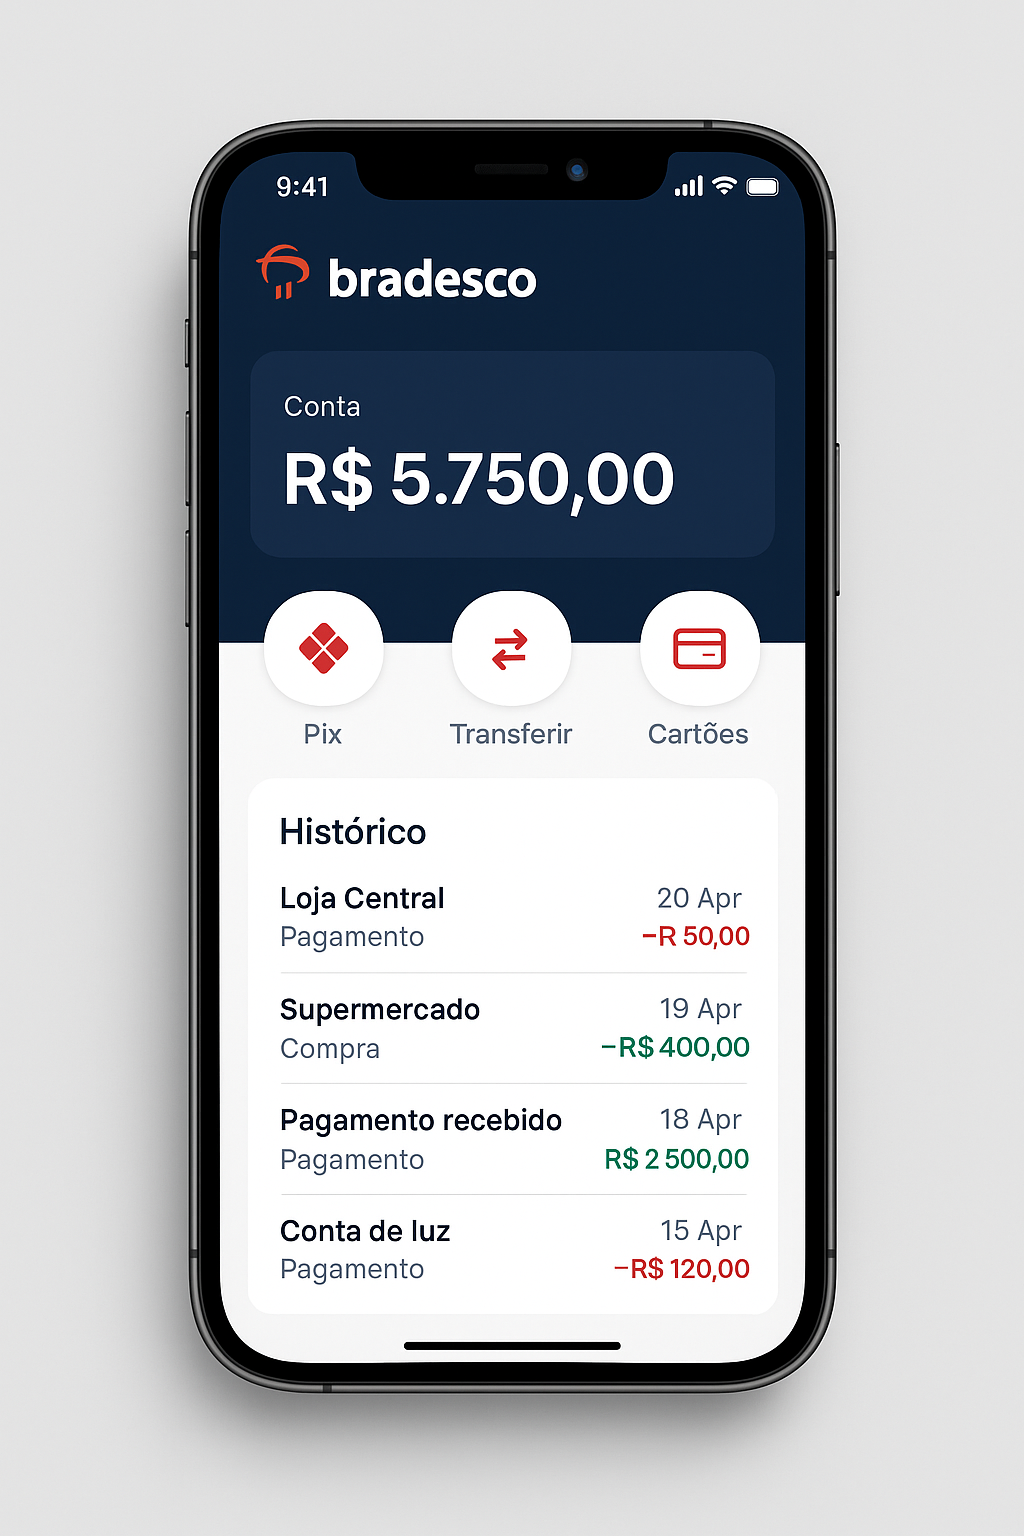 9:41
bradesco
Conta
R$ 5.750,00
Pix Transferir Cartões
Histórico
Loja Central 20 Apr
Pagamento −R 50,00
Supermercado 19 Apr
Compra −R$ 400,00
Pagamento recebido 18 Apr
Pagamento R$ 2 500,00
Conta de luz 15 Apr
Pagamento −R$ 120,00